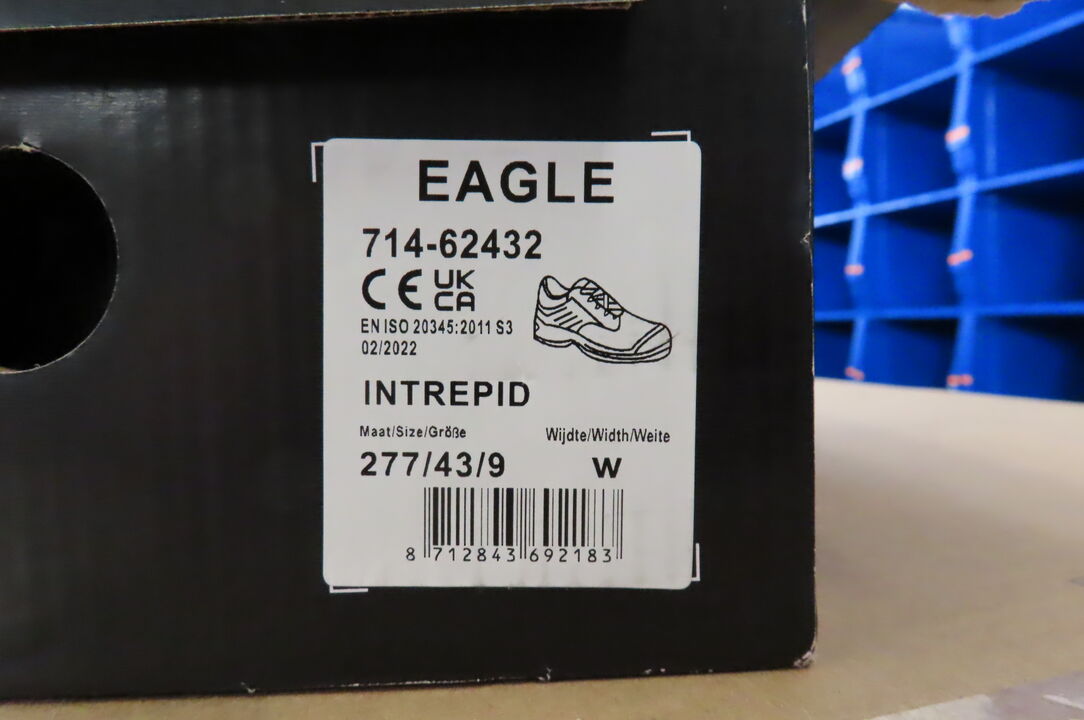 EAGLE
714-62432
CE UK CA
EN ISO 20345:2011 S3
02/2022
INTREPID
Maat/Size/Größe Wijdte/Width/Weite
277/43/9 W
8 712843 692183